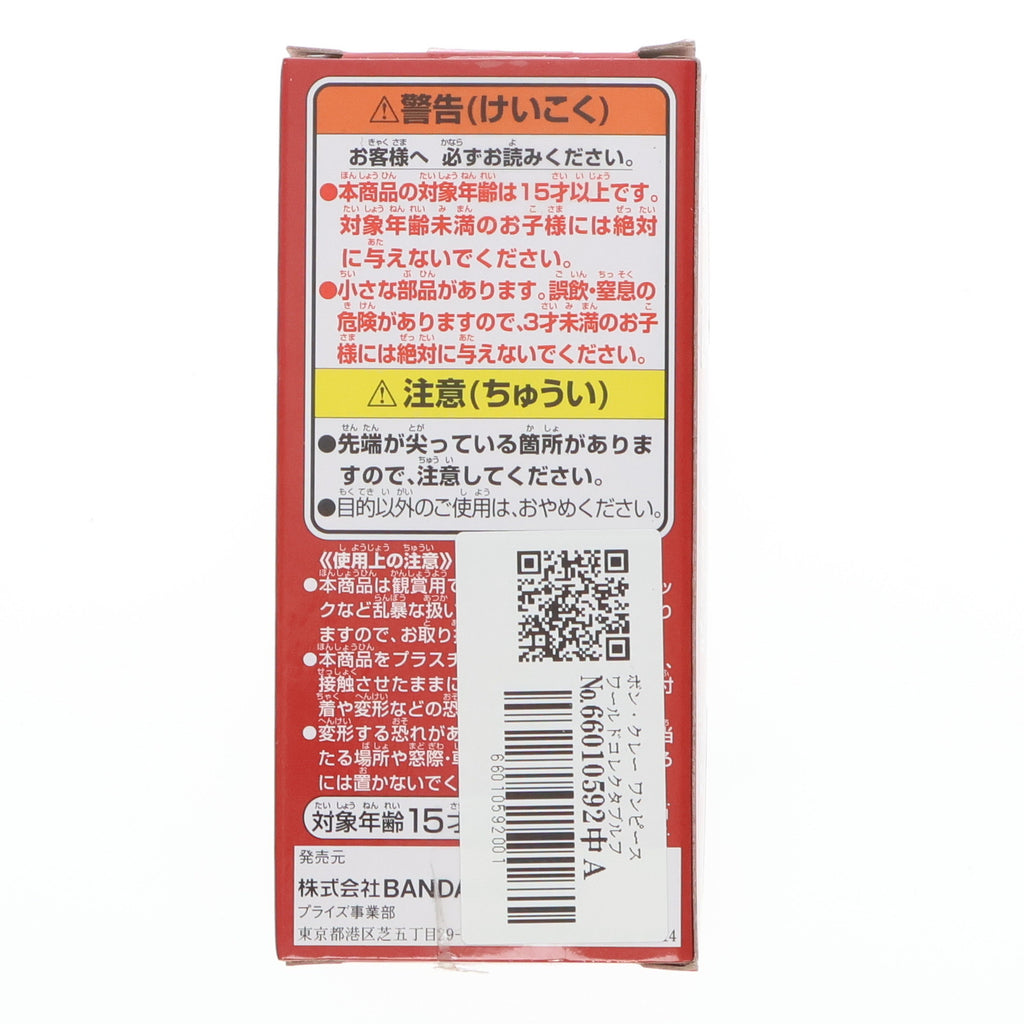 ⚠警告(けいこく)
お客様へ 必ずお読みください。
●本商品の対象年齢は15才以上です。
対象年齢未満のお子様には絶対
に与えないでください。
●小さな部品があります。誤飲・窒息の
危険がありますので、3才未満のお子
様には絶対に与えないでください。
⚠注意(ちゅうい)
●先端が尖っている箇所がありま
すので、注意してください。
●目的以外のご使用は、おやめください。
《使用上の注意》
●本商品は観賞用で
クなど乱暴な扱い
ますので、お取り
●本商品をプラスチ
接触させたままに
着や変形などの恐
●変形する恐れがあ
たる場所や窓際・車
には置かないでく
対象年齢15才
発売元
株式会社BANDA
プライズ事業部
東京都港区芝五丁目29-
ボン・クレー ワンピース
ワールドコレクタブルフ
No.66010592中 A
66010592001